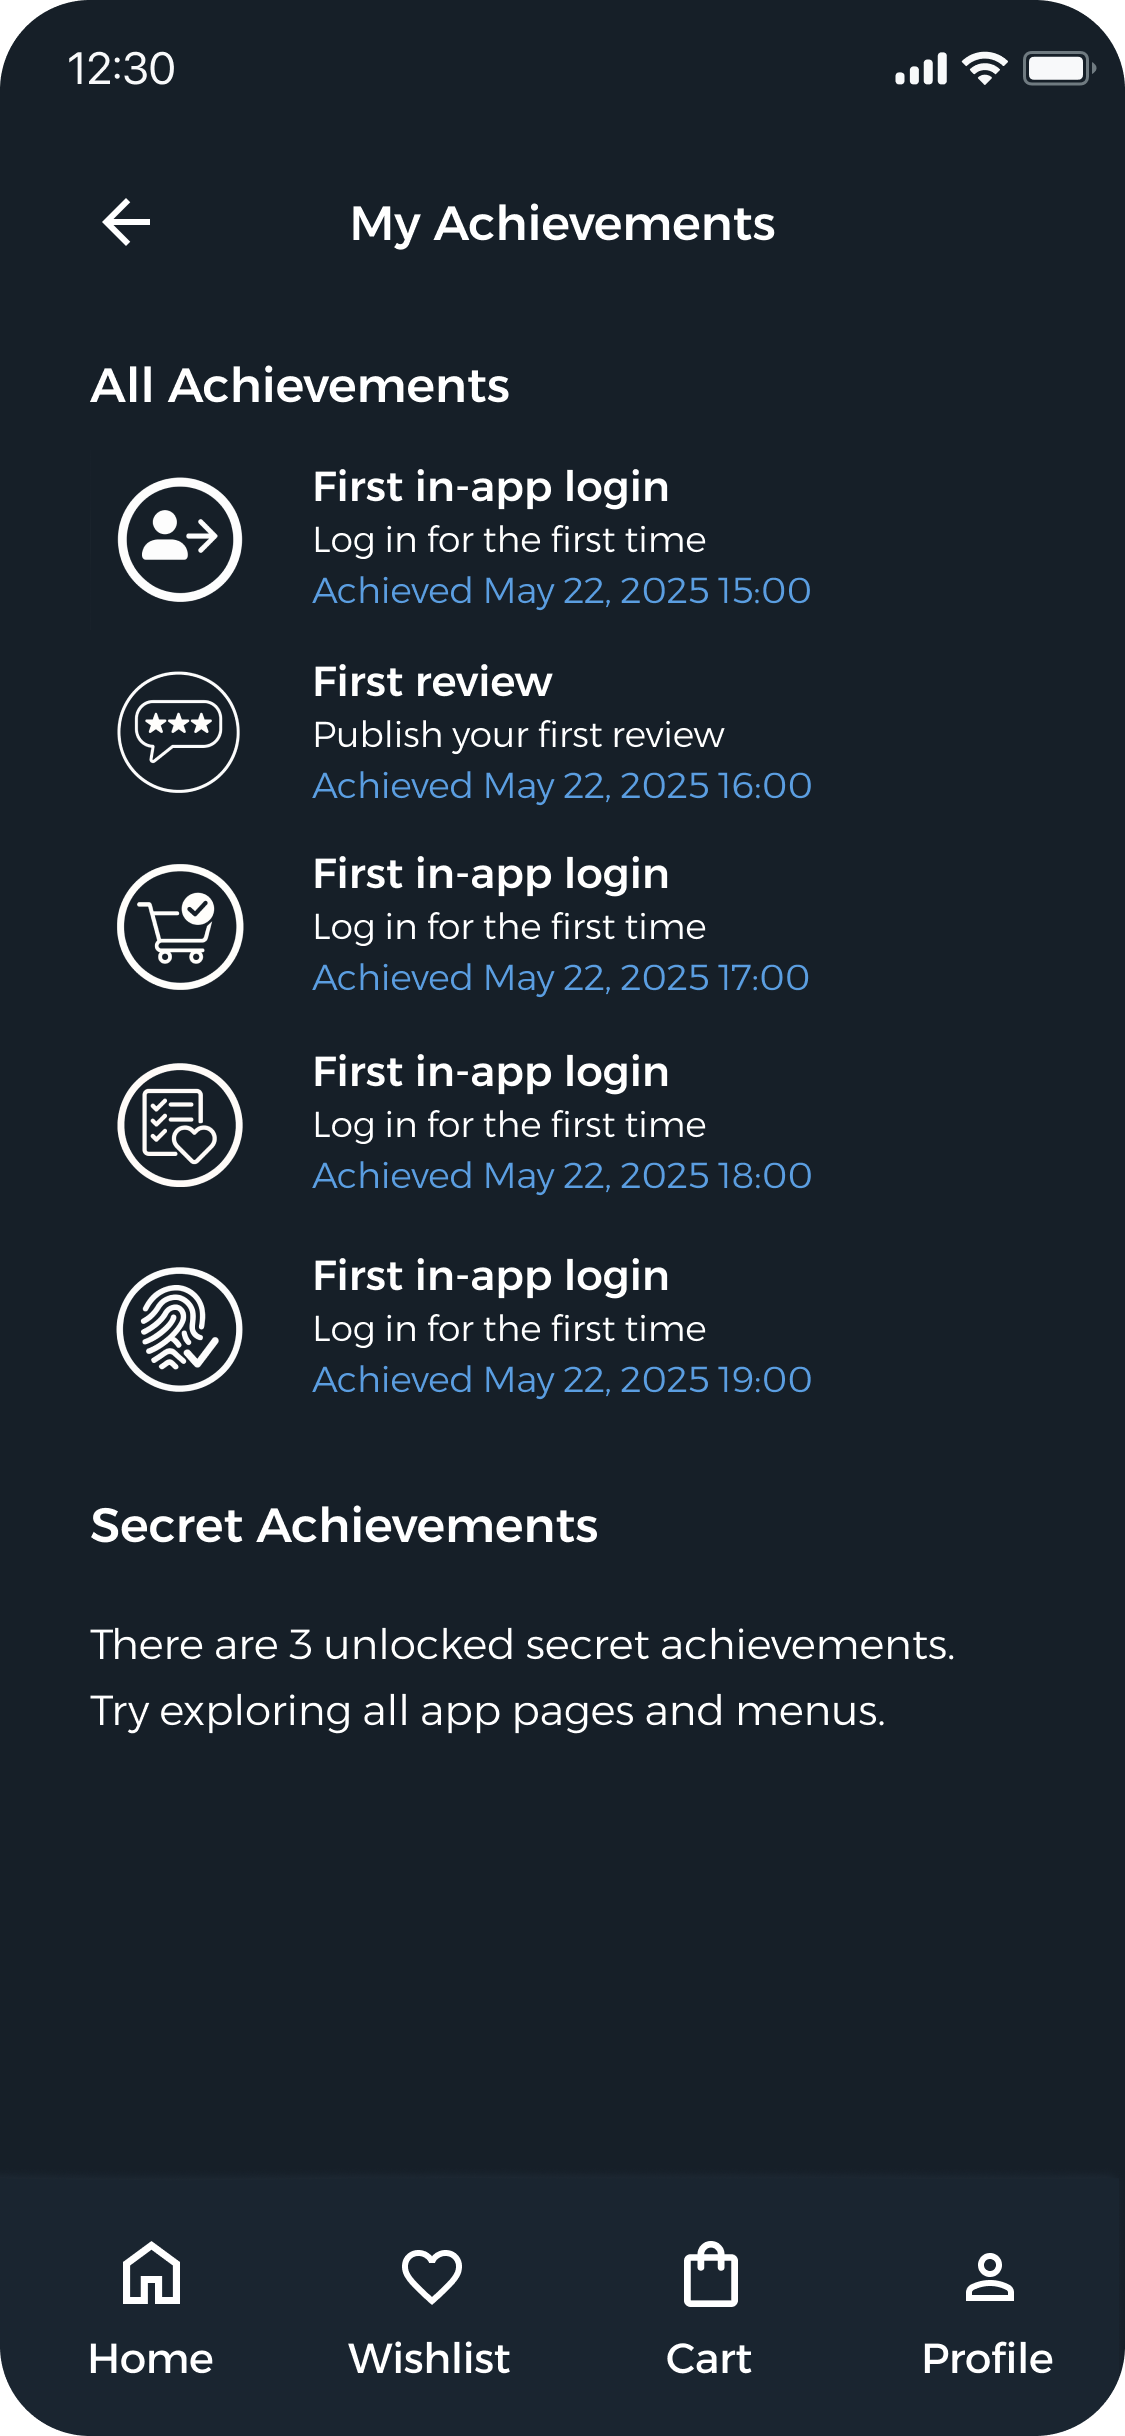 12:30
My Achievements
All Achievements
First in-app login
Log in for the first time
Achieved May 22, 2025 15:00
First review
Publish your first review
Achieved May 22, 2025 16:00
First in-app login
Log in for the first time
Achieved May 22, 2025 17:00
First in-app login
Log in for the first time
Achieved May 22, 2025 18:00
First in-app login
Log in for the first time
Achieved May 22, 2025 19:00
Secret Achievements
There are 3 unlocked secret achievements.
Try exploring all app pages and menus.
Home
Wishlist
Cart
Profile